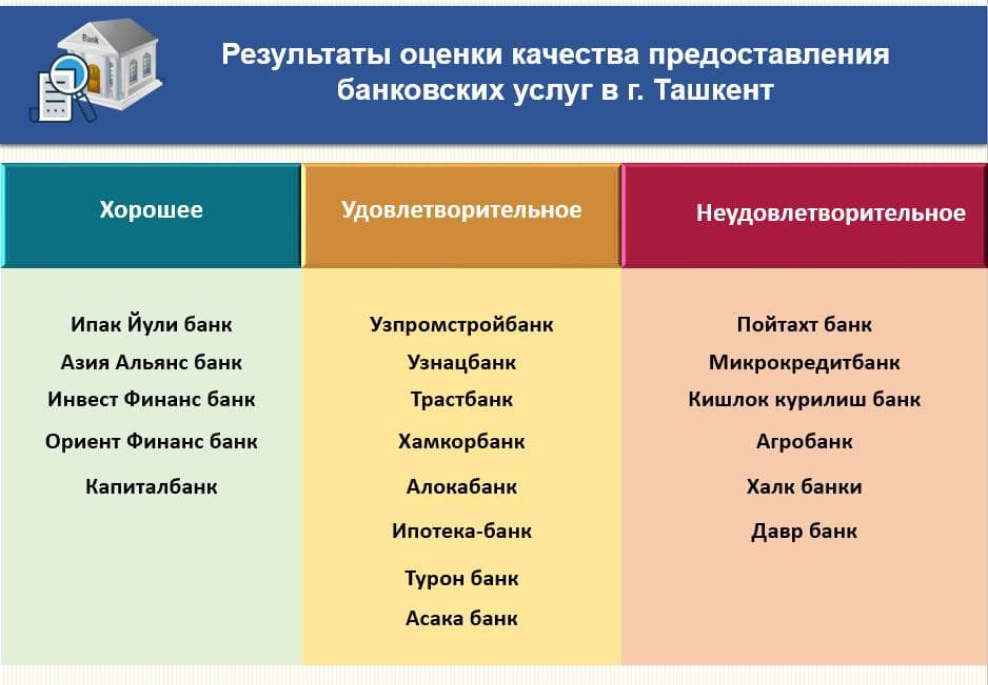 Bank
Результаты оценки качества предоставления
банковских услуг в г. Ташкент
Хорошее
Ипак Йули банк
Азия Альянс банк
Инвест Финанс банк
Ориент Финанс банк
Капиталбанк
Удовлетворительное
Узпромстройбанк
Узнацбанк
Трастбанк
Хамкорбанк
Алокабанк
Ипотека-банк
Турон банк
Асака банк
Неудовлетворительное
Пойтахт банк
Микрокредитбанк
Кишлок курилиш банк
Агробанк
Халк банки
Давр банк